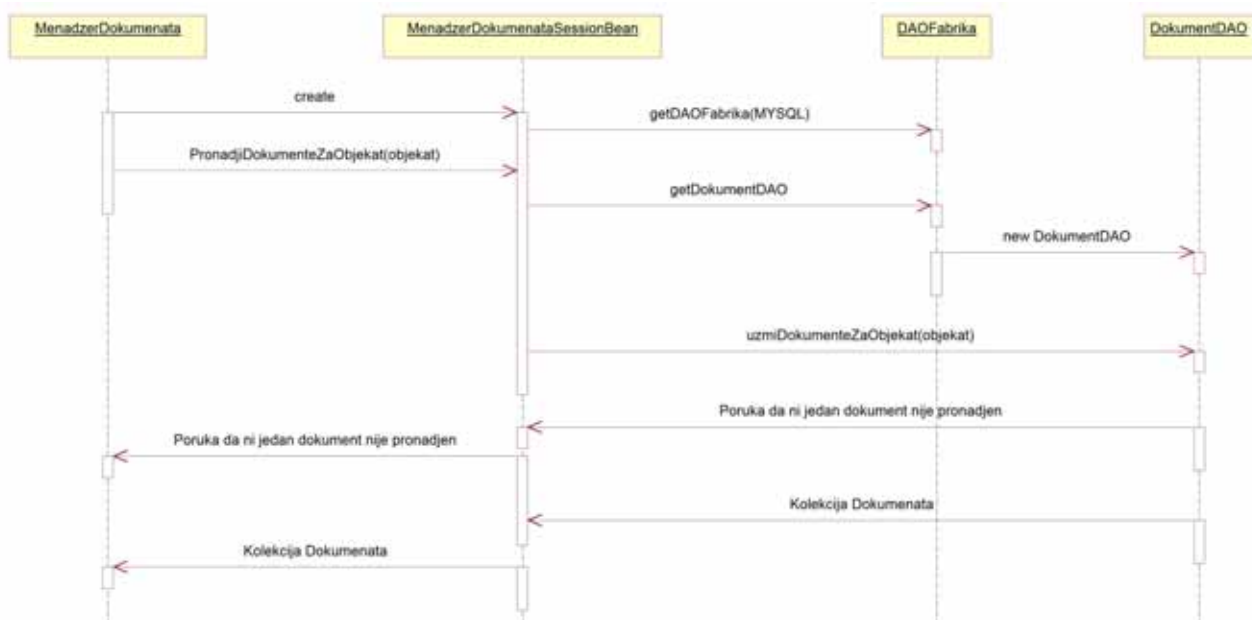 MenadzerDokumenata
MenadzerDokumenataSessionBean
DAOFabrika
DokumentDAO
create
getDAOFabrika(MYSQL)
PronadjiDokumenteZaObjekat(objekat)
getDokumentDAO
new DokumentDAO
uzmiDokumenteZaObjekat(objekat)
Poruka da ni jedan dokument nije pronadjen
Poruka da ni jedan dokument nije pronadjen
Kolekcija Dokumenata
Kolekcija Dokumenata